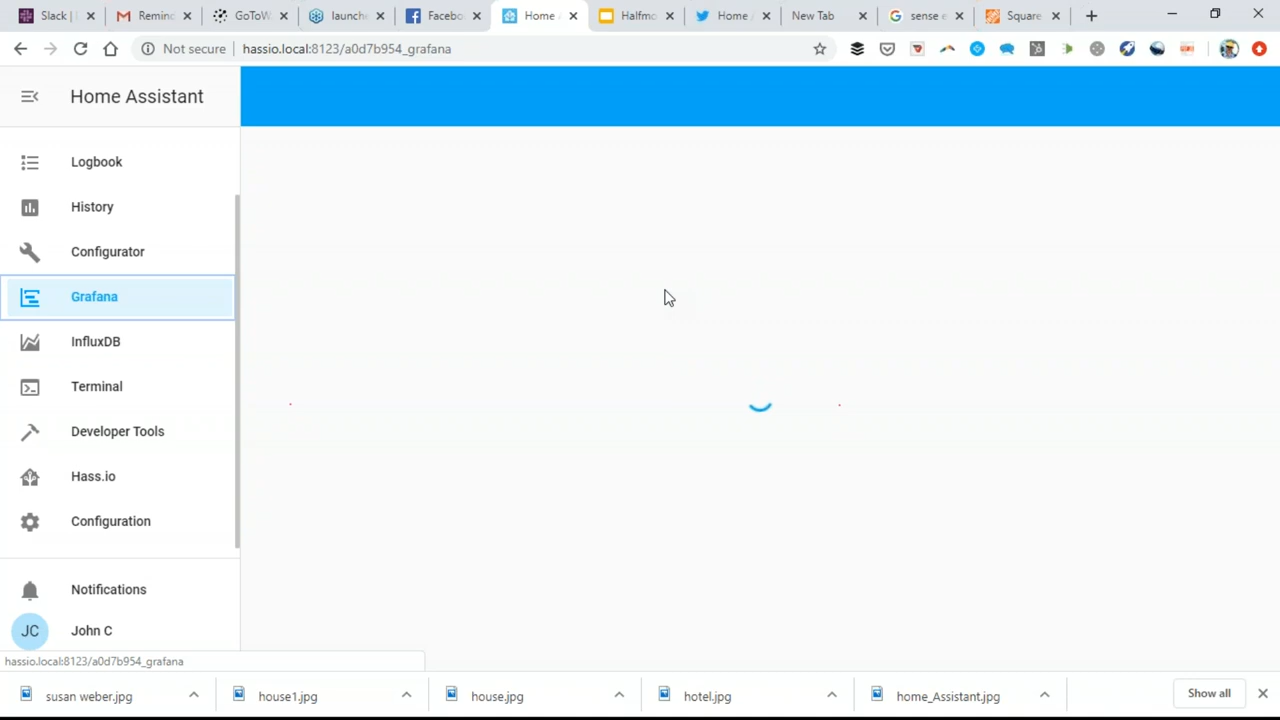 Slack |
Remind
GoToW
launch
Facebo
Home
Halfmo
Home
New Tab
sense e
Square
Not secure
hassio.local:8123/a0d7b954_grafana
Home Assistant
Logbook
History
Configurator
Grafana
InfluxDB
Terminal
Developer Tools
Hass.io
Configuration
Notifications
JC
John C
hassio.local:8123/a0d7b954_grafana
susan weber.jpg
house1.jpg
house.jpg
hotel.jpg
home_Assistant.jpg
Show all